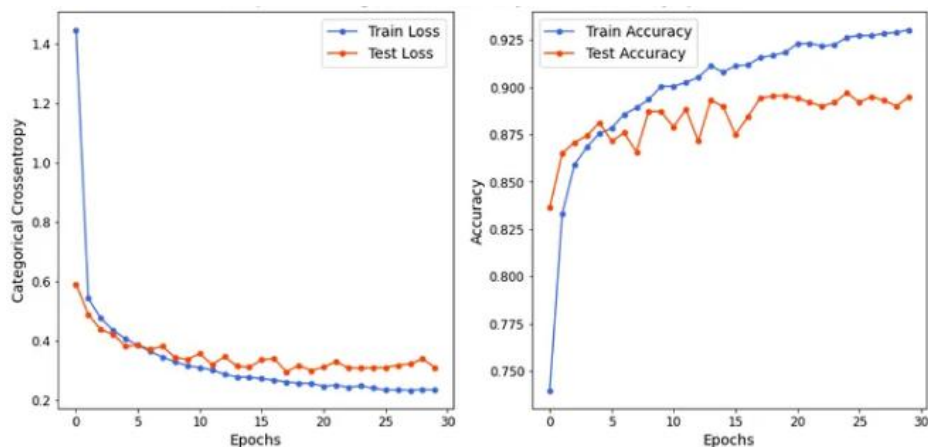 Train Loss
Test Loss
Categorical Crossentropy
1.4
1.2
1.0
0.8
0.6
0.4
0.2
0 5 10 15 20 25 30
Epochs
Train Accuracy
Test Accuracy
Accuracy
0.925
0.900
0.875
0.850
0.825
0.800
0.775
0.750
0 5 10 15 20 25 30
Epochs